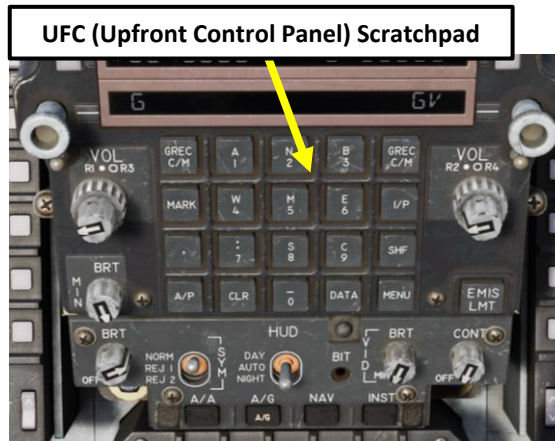 UFC (Upfront Control Panel) Scratchpad
G GV
GREC C/M A 1 N 2 B 3 GREC C/M
VOL
R1 R3
VOL
R2 R4
MARK W 4 M 5 E 6 I/P
. : 7 S 8 C 9 SHF
BRT
MIN
A/P CLR – 0 DATA MENU
EMIS LMT
BRT
OFF
NORM
REJ 1
REJ 2
SYM
HUD
DAY
AUTO
NIGHT
BIT
VID
BRT
CONT
OFF
A/A A/G NAV INST
A/G